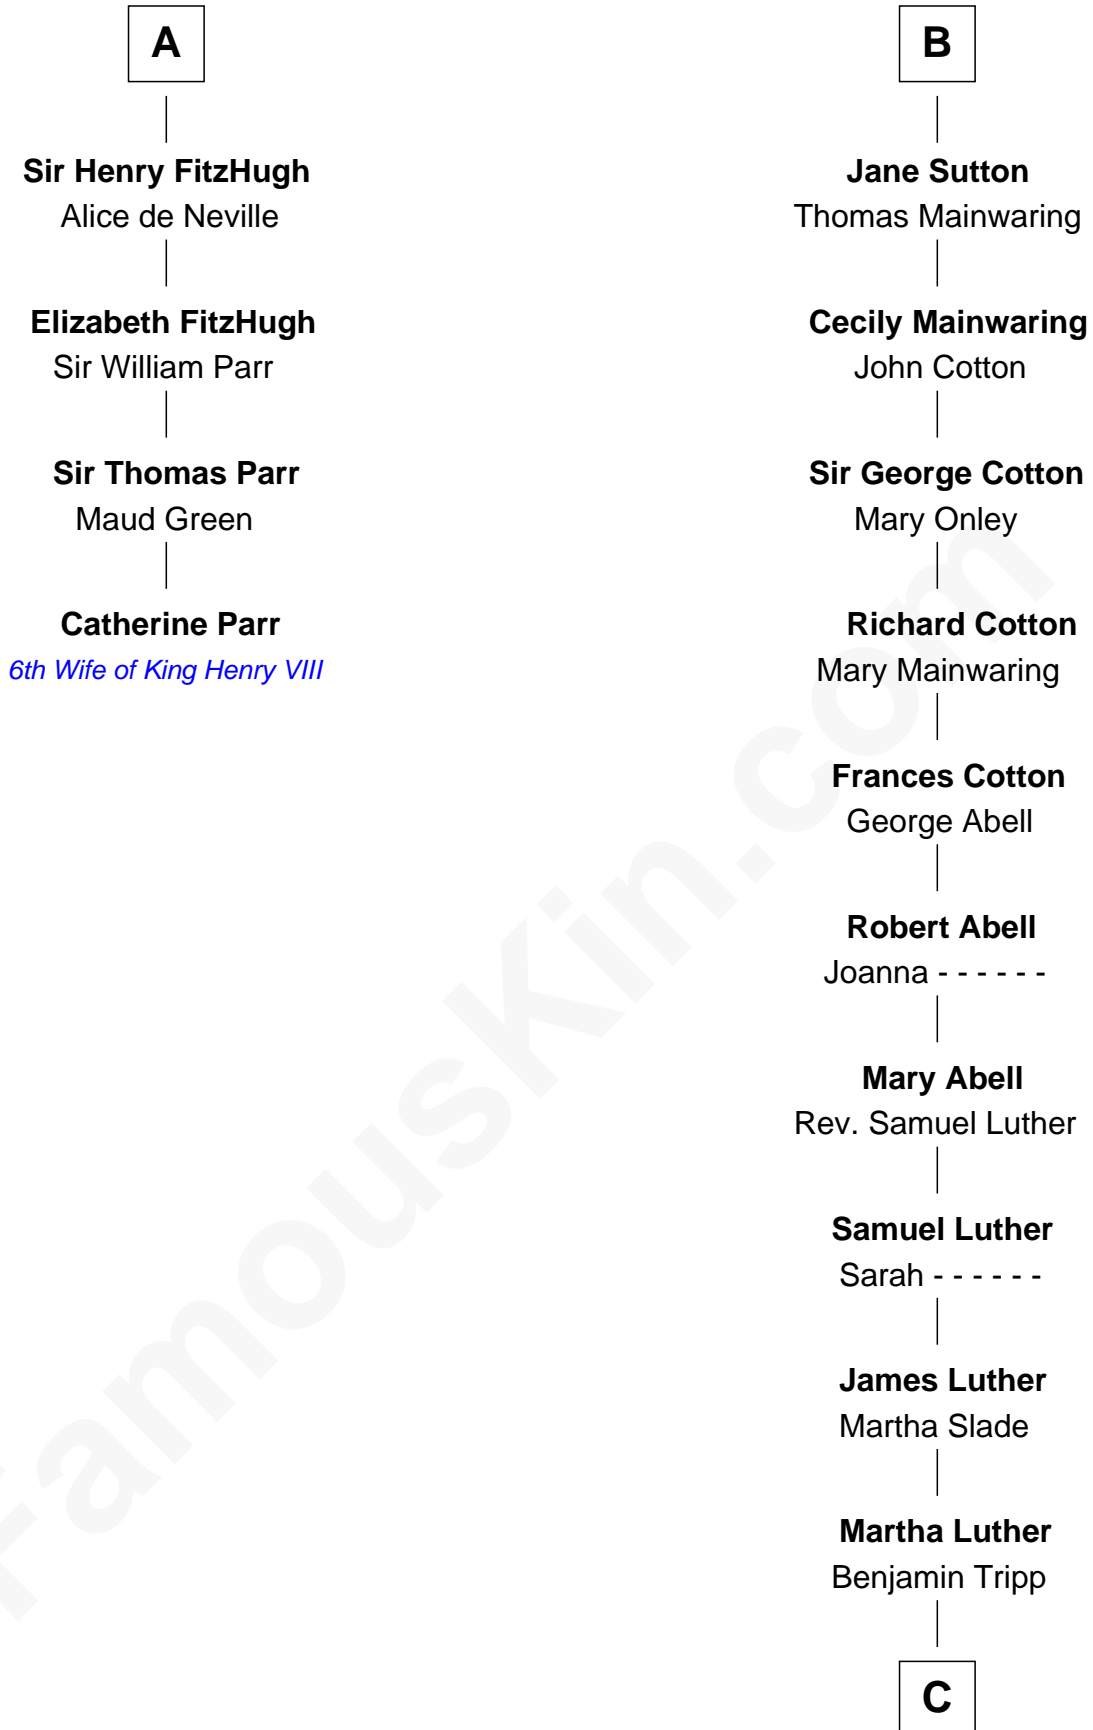 A
Sir Henry FitzHugh
Alice de Neville
Elizabeth FitzHugh
Sir William Parr
Sir Thomas Parr
Maud Green
Catherine Parr
6th Wife of King Henry VIII
B
Jane Sutton
Thomas Mainwaring
Cecily Mainwaring
John Cotton
Sir George Cotton
Mary Onley
Richard Cotton
Mary Mainwaring
Frances Cotton
George Abell
Robert Abell
Joanna - - - - - -
Mary Abell
Rev. Samuel Luther
Samuel Luther
Sarah - - - - - -
James Luther
Martha Slade
Martha Luther
Benjamin Tripp
C
FamousKin.com